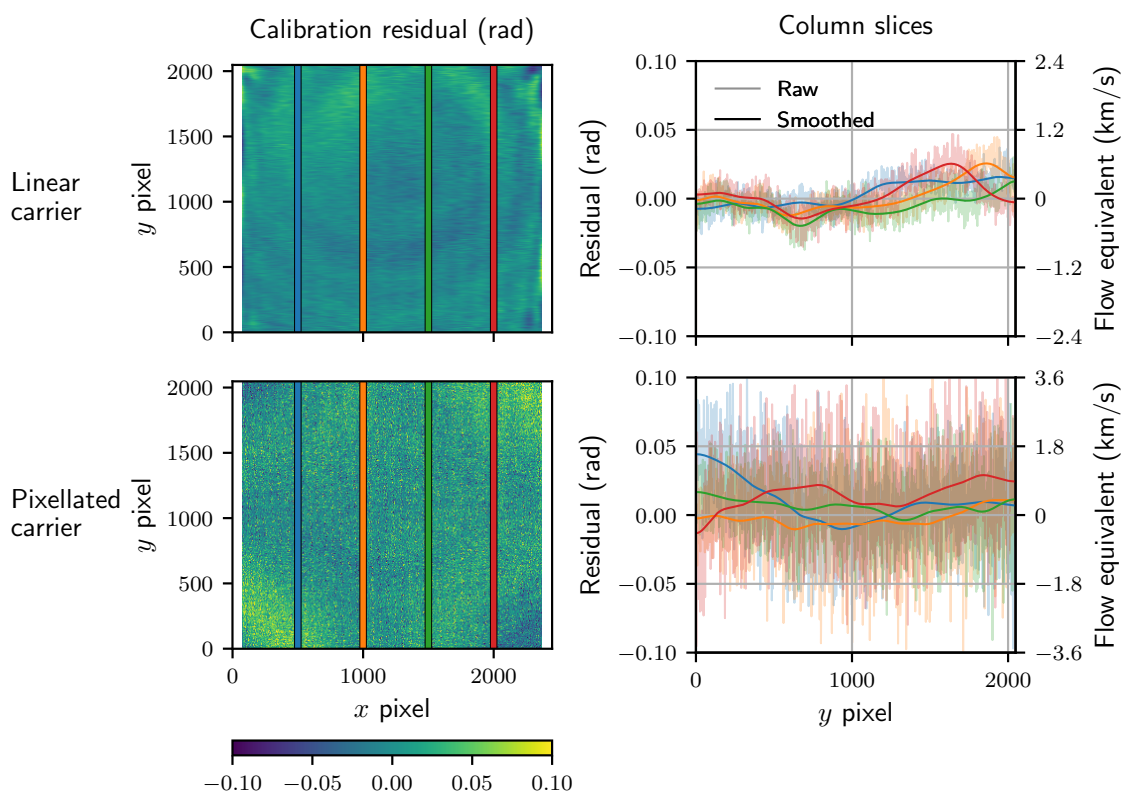 Calibration residual (rad)
Column slices
Linear
carrier
y pixel
2000
1500
1000
500
0
Residual (rad)
0.10
0.05
0.00
−0.05
−0.10
Raw
Smoothed
2.4
1.2
0
−1.2
−2.4
Flow equivalent (km/s)
Pixellated
carrier
y pixel
2000
1500
1000
500
0
0
1000
2000
x pixel
Residual (rad)
0.10
0.05
0.00
−0.05
−0.10
0
1000
2000
y pixel
3.6
1.8
0
−1.8
−3.6
Flow equivalent (km/s)
−0.10
−0.05
0.00
0.05
0.10